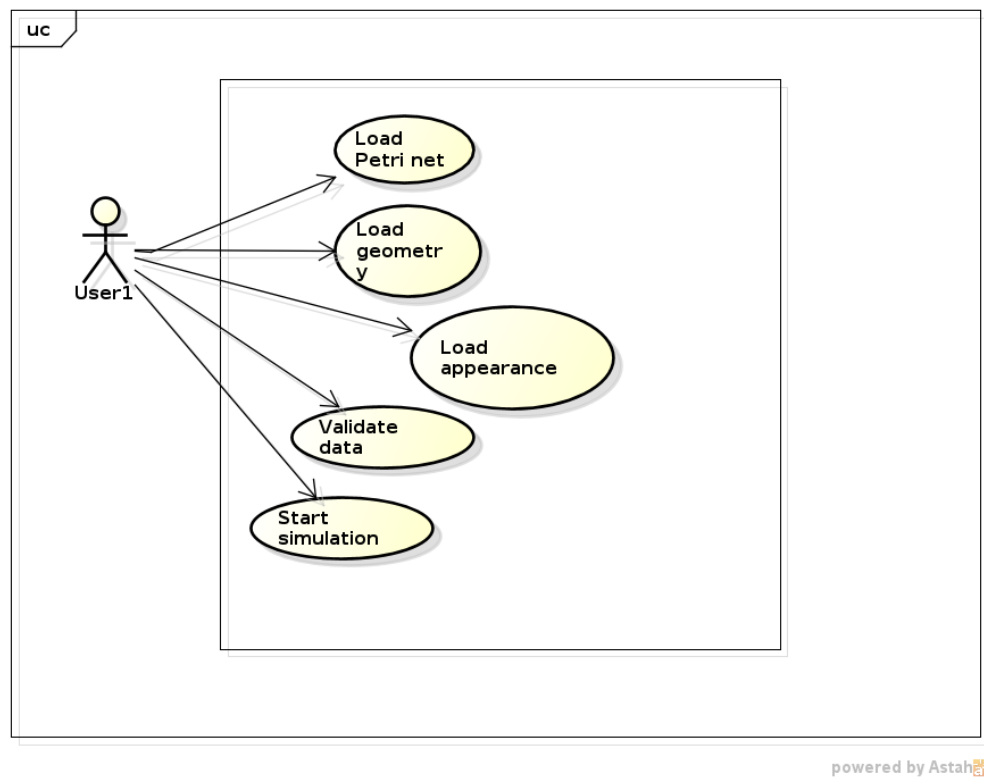 uc
Load
Petri net
Load
geometr
y
User1
Load
appearance
Validate
data
Start
simulation
powered by Astah